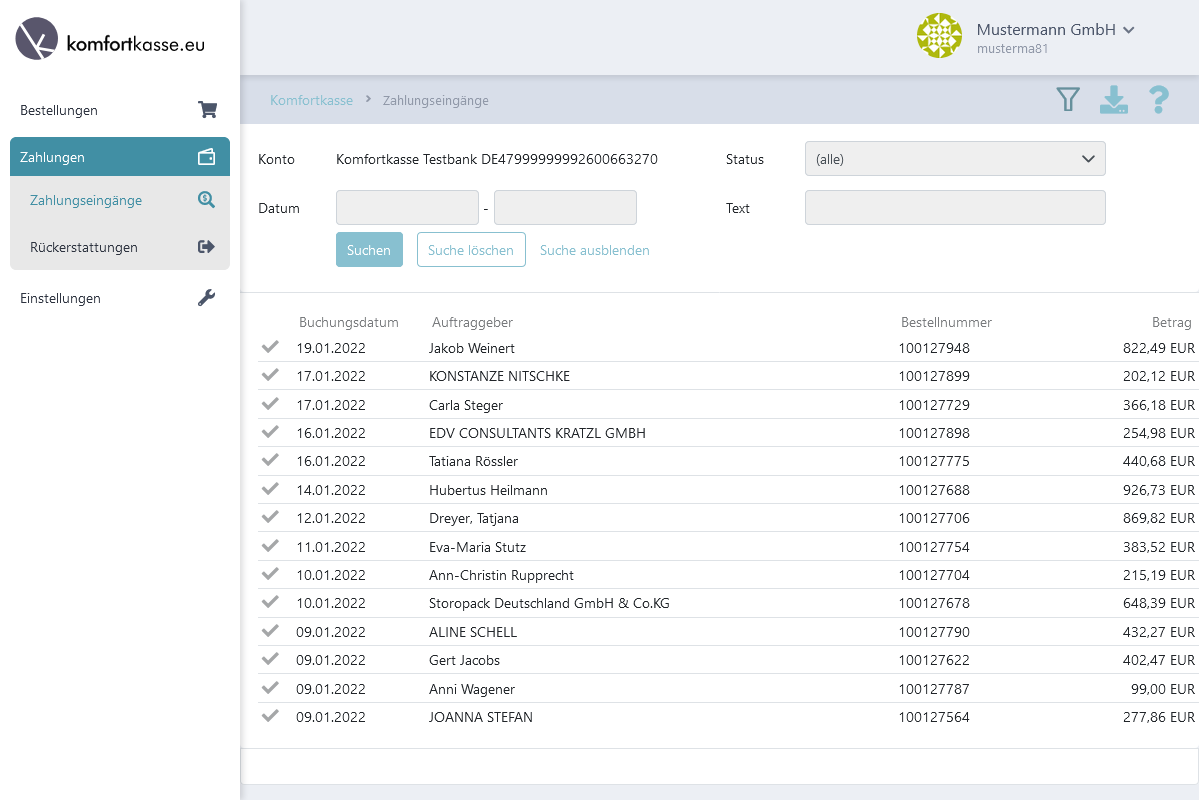 komfortkasse.eu
Mustermann GmbH
musterma81
Bestellungen
Zahlungen
Zahlungseingänge
Rückerstattungen
Einstellungen
Komfortkasse > Zahlungseingänge
Konto Komfortkasse Testbank DE47999999992600663270 Status (alle)
Datum - Text
Suchen Suche löschen Suche ausblenden
Buchungsdatum Auftraggeber Bestellnummer Betrag
19.01.2022 Jakob Weinert 100127948 822,49 EUR
17.01.2022 KONSTANZE NITSCHKE 100127899 202,12 EUR
17.01.2022 Carla Steger 100127729 366,18 EUR
16.01.2022 EDV CONSULTANTS KRATZL GMBH 100127898 254,98 EUR
16.01.2022 Tatiana Rössler 100127775 440,68 EUR
14.01.2022 Hubertus Heilmann 100127688 926,73 EUR
12.01.2022 Dreyer, Tatjana 100127706 869,82 EUR
11.01.2022 Eva-Maria Stutz 100127754 383,52 EUR
10.01.2022 Ann-Christin Rupprecht 100127704 215,19 EUR
10.01.2022 Storopack Deutschland GmbH & Co.KG 100127678 648,39 EUR
09.01.2022 ALINE SCHELL 100127790 432,27 EUR
09.01.2022 Gert Jacobs 100127622 402,47 EUR
09.01.2022 Anni Wagener 100127787 99,00 EUR
09.01.2022 JOANNA STEFAN 100127564 277,86 EUR